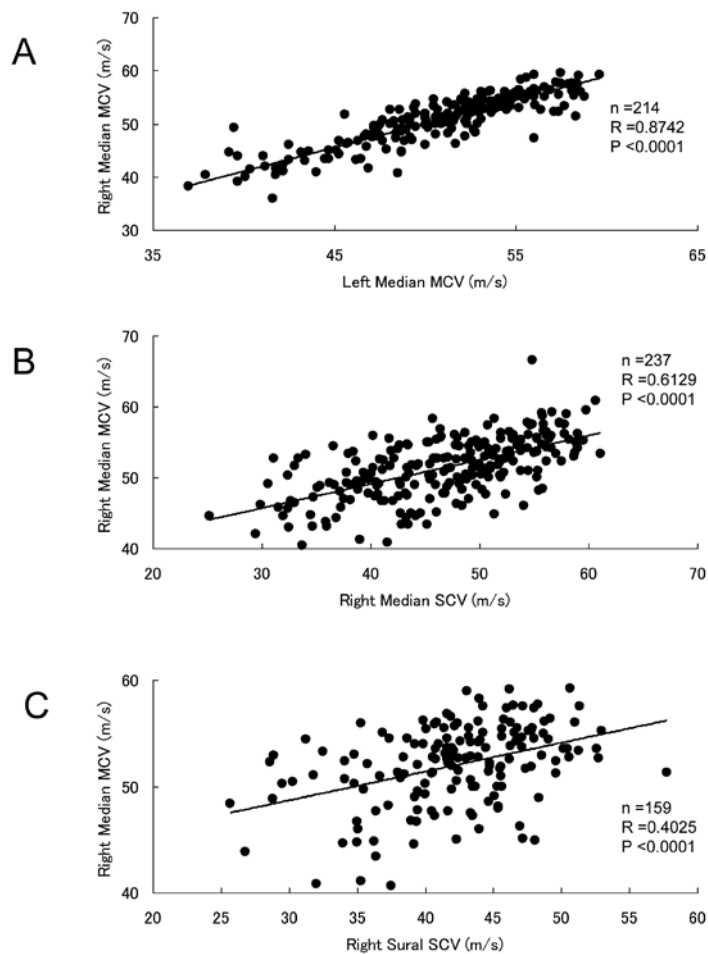 A
Right Median MCV (m/s)
70
60
50
40
30
35
45
55
65
Left Median MCV (m/s)
n =214
R =0.8742
P <0.0001
B
Right Median MCV (m/s)
70
60
50
40
20
30
40
50
60
70
Right Median SCV (m/s)
n =237
R =0.6129
P <0.0001
C
Right Median MCV (m/s)
60
50
40
20
25
30
35
40
45
50
55
60
Right Sural SCV (m/s)
n =159
R =0.4025
P <0.0001